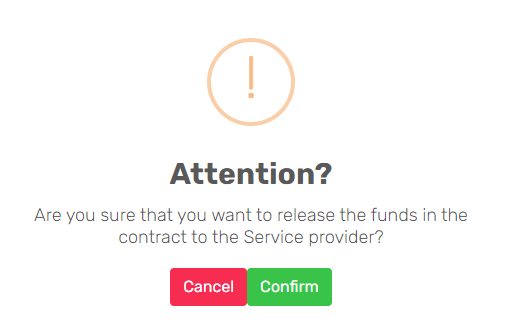 !
Attention?
Are you sure that you want to release the funds in the
contract to the Service provider?
Cancel Confirm